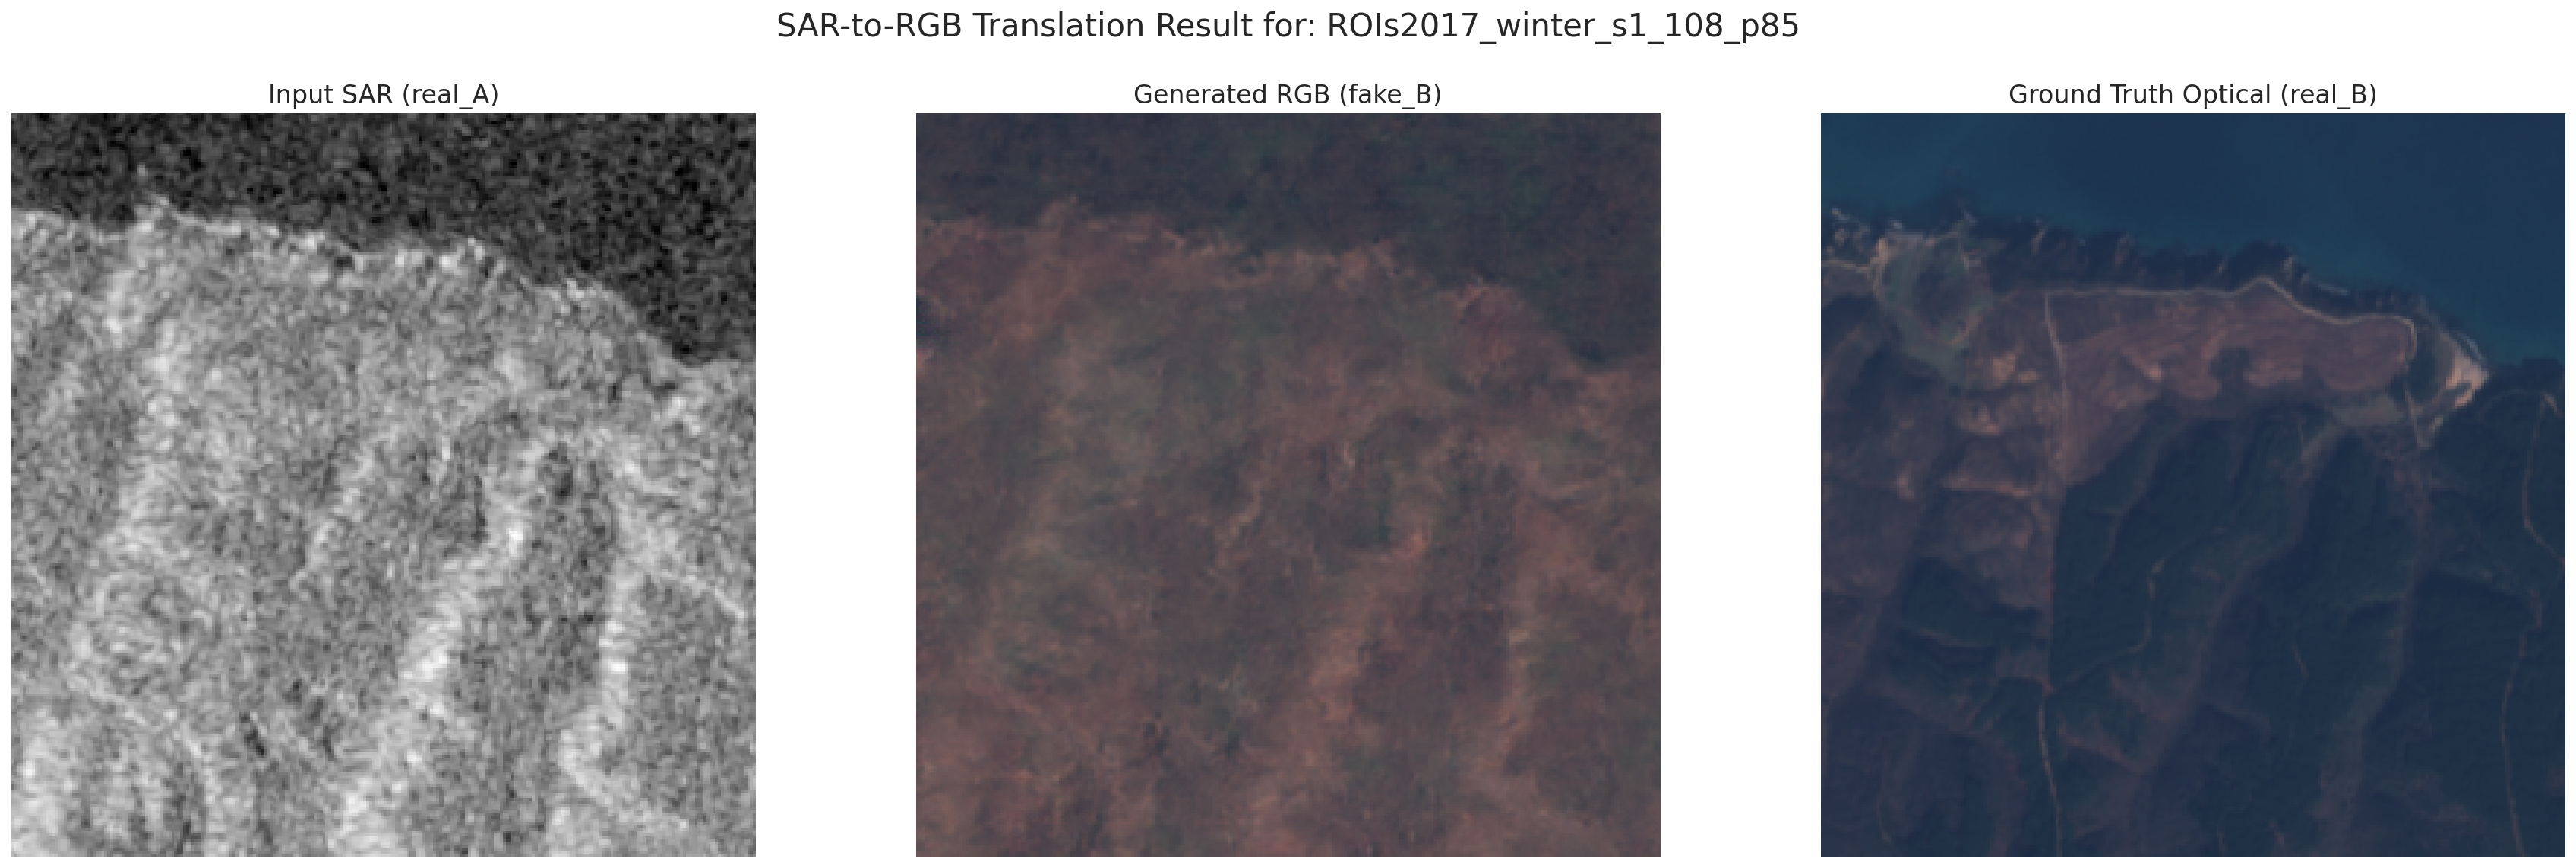 SAR-to-RGB Translation Result for: ROIs2017_winter_s1_108_p85
Input SAR (real_A)
Generated RGB (fake_B)
Ground Truth Optical (real_B)